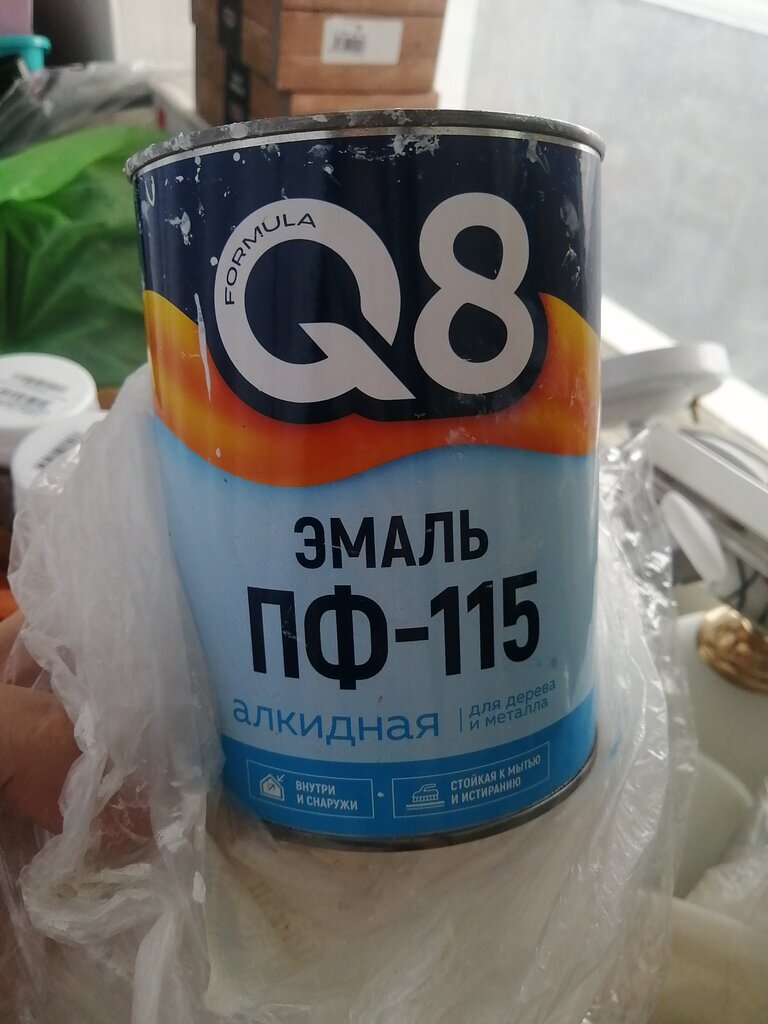 FORMULA
Q8
ЭМАЛЬ
ПФ-115
алкидная
для дерева
и металла
ВНУТРИ
И СНАРУЖИ
СТОЙКАЯ К МЫТЬЮ
И ИСТИРАНИЮ